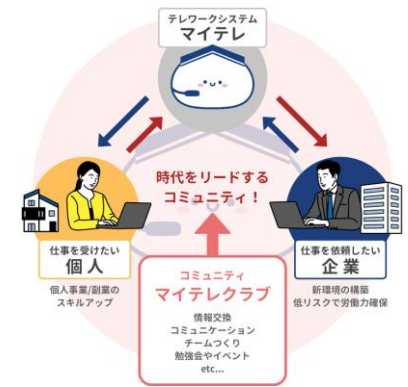 テレワークシステム
マイテレ
時代をリードする
コミュニティ！
仕事を受けたい
個人
個人事業/副業の
スキルアップ
仕事を依頼したい
企業
新環境の構築
低リスクで労働力確保
コミュニティ
マイテレクラブ
情報交換
コミュニケーション
チームつくり
勉強会やイベント
etc...